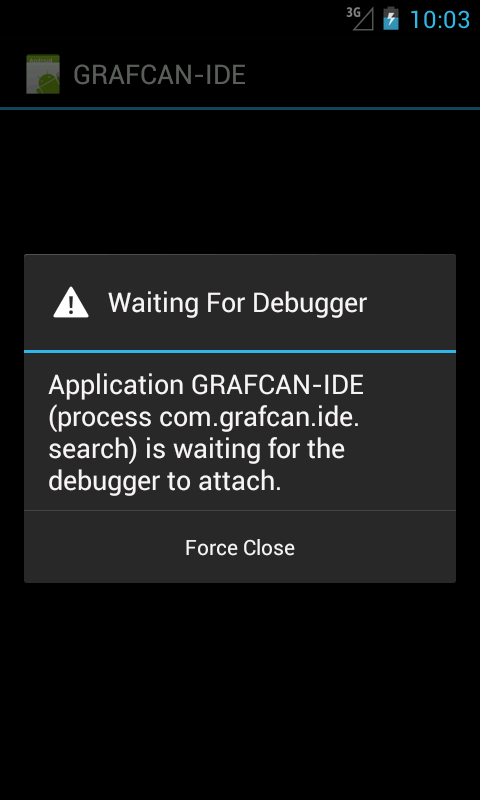 3G 10:03
GRAFCAN-IDE
Waiting For Debugger
Application GRAFCAN-IDE
(process com.grafcan.ide.
search) is waiting for the
debugger to attach.
Force Close